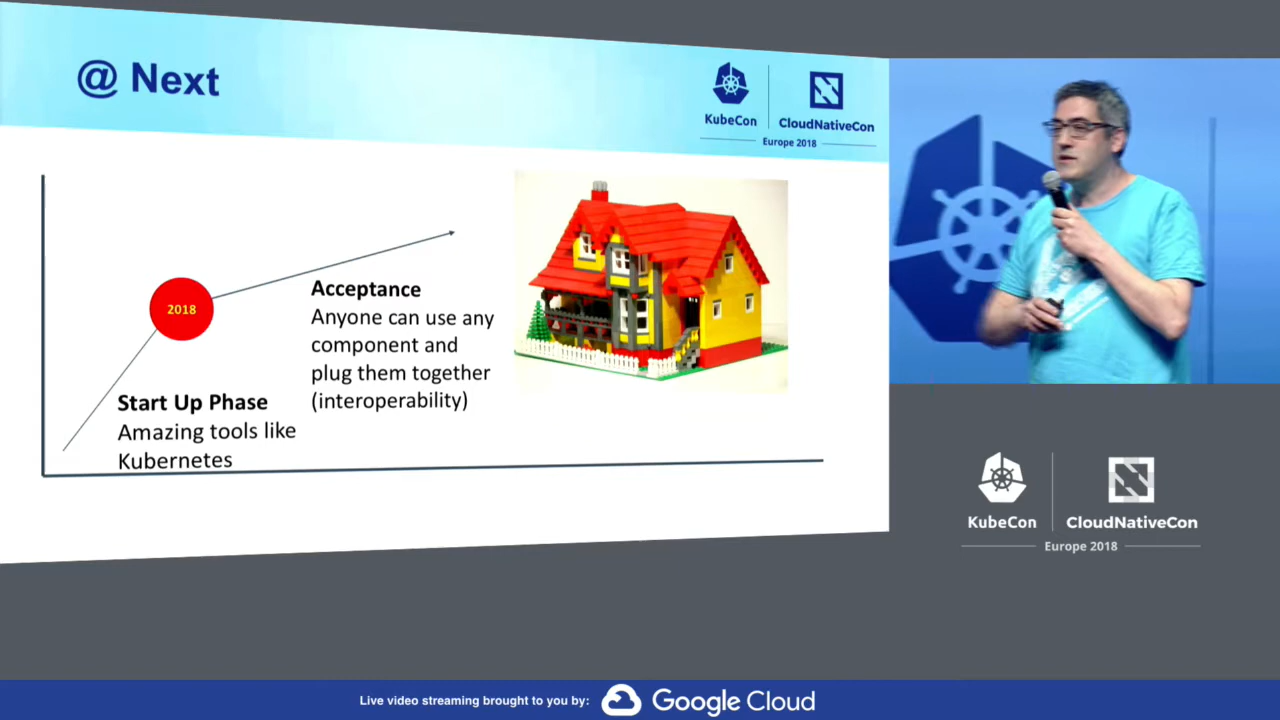 @ Next
KubeCon
CloudNativeCon
Europe 2018
2018
Acceptance
Anyone can use any
component and
plug them together
(interoperability)
Start Up Phase
Amazing tools like
Kubernetes
KubeCon
CloudNativeCon
Europe 2018
Live video streaming brought to you by:
Google Cloud